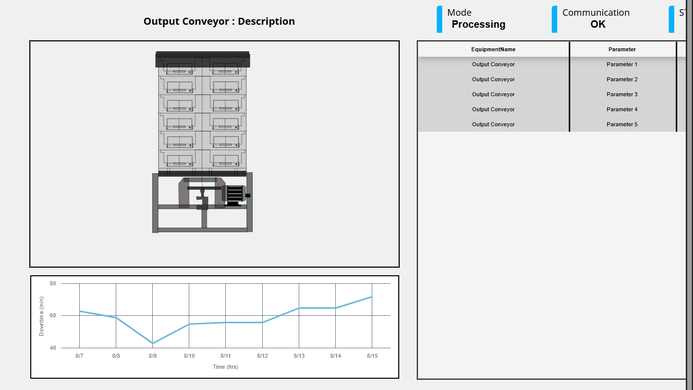 Output Conveyor : Description
Mode
Processing
Communication
OK
EquipmentName Parameter
Output Conveyor Parameter 1
Output Conveyor Parameter 2
Output Conveyor Parameter 3
Output Conveyor Parameter 4
Output Conveyor Parameter 5
80
60
40
Downtime (min)
8/7 8/8 8/9 8/10 8/11 8/12 8/13 8/14 8/15
Time (hrs)